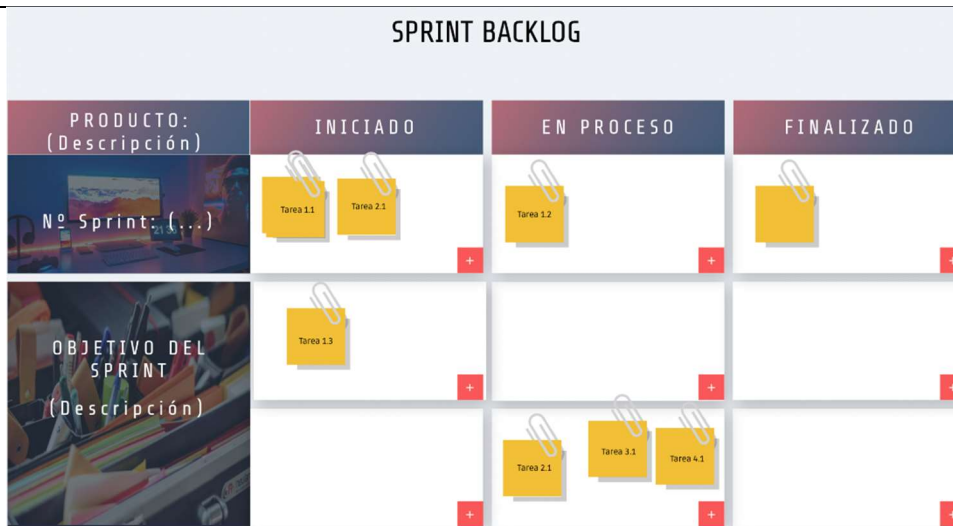 SPRINT BACKLOG
PRODUCTO:
(Descripción)
INICIADO
EN PROCESO
FINALIZADO
Nº Sprint: (...)
Tarea 1.1
Tarea 2.1
Tarea 1.2
+
+
+
OBJETIVO DEL
SPRINT
(Descripción)
Tarea 1.3
+
+
+
Tarea 2.1
Tarea 3.1
Tarea 4.1
+
+
+